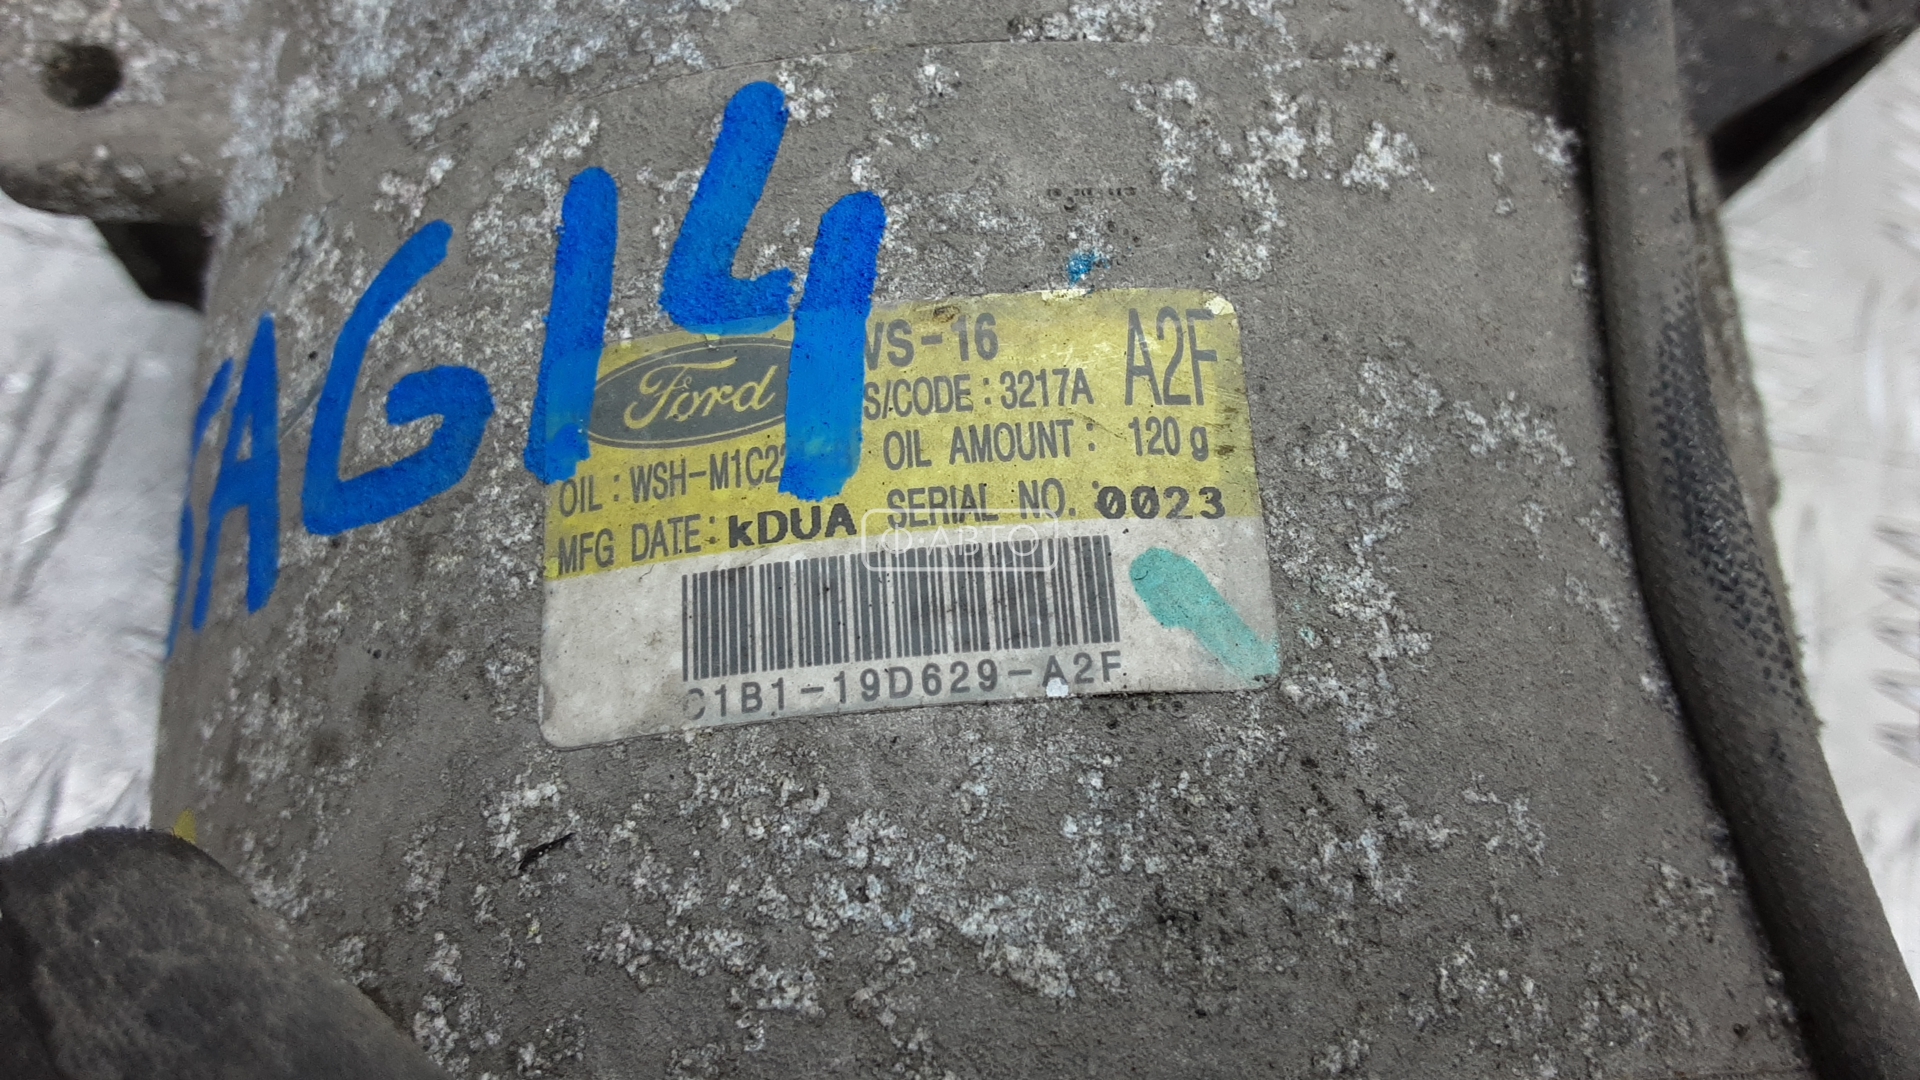 AG14
Ford
VS-16
A2F
S/CODE : 3217A
OIL : WSH-M1C2
OIL AMOUNT : 120 g
MFG DATE : kDUA
SERIAL NO. 0023
Ф·АВТО
C1B1-19D629-A2F